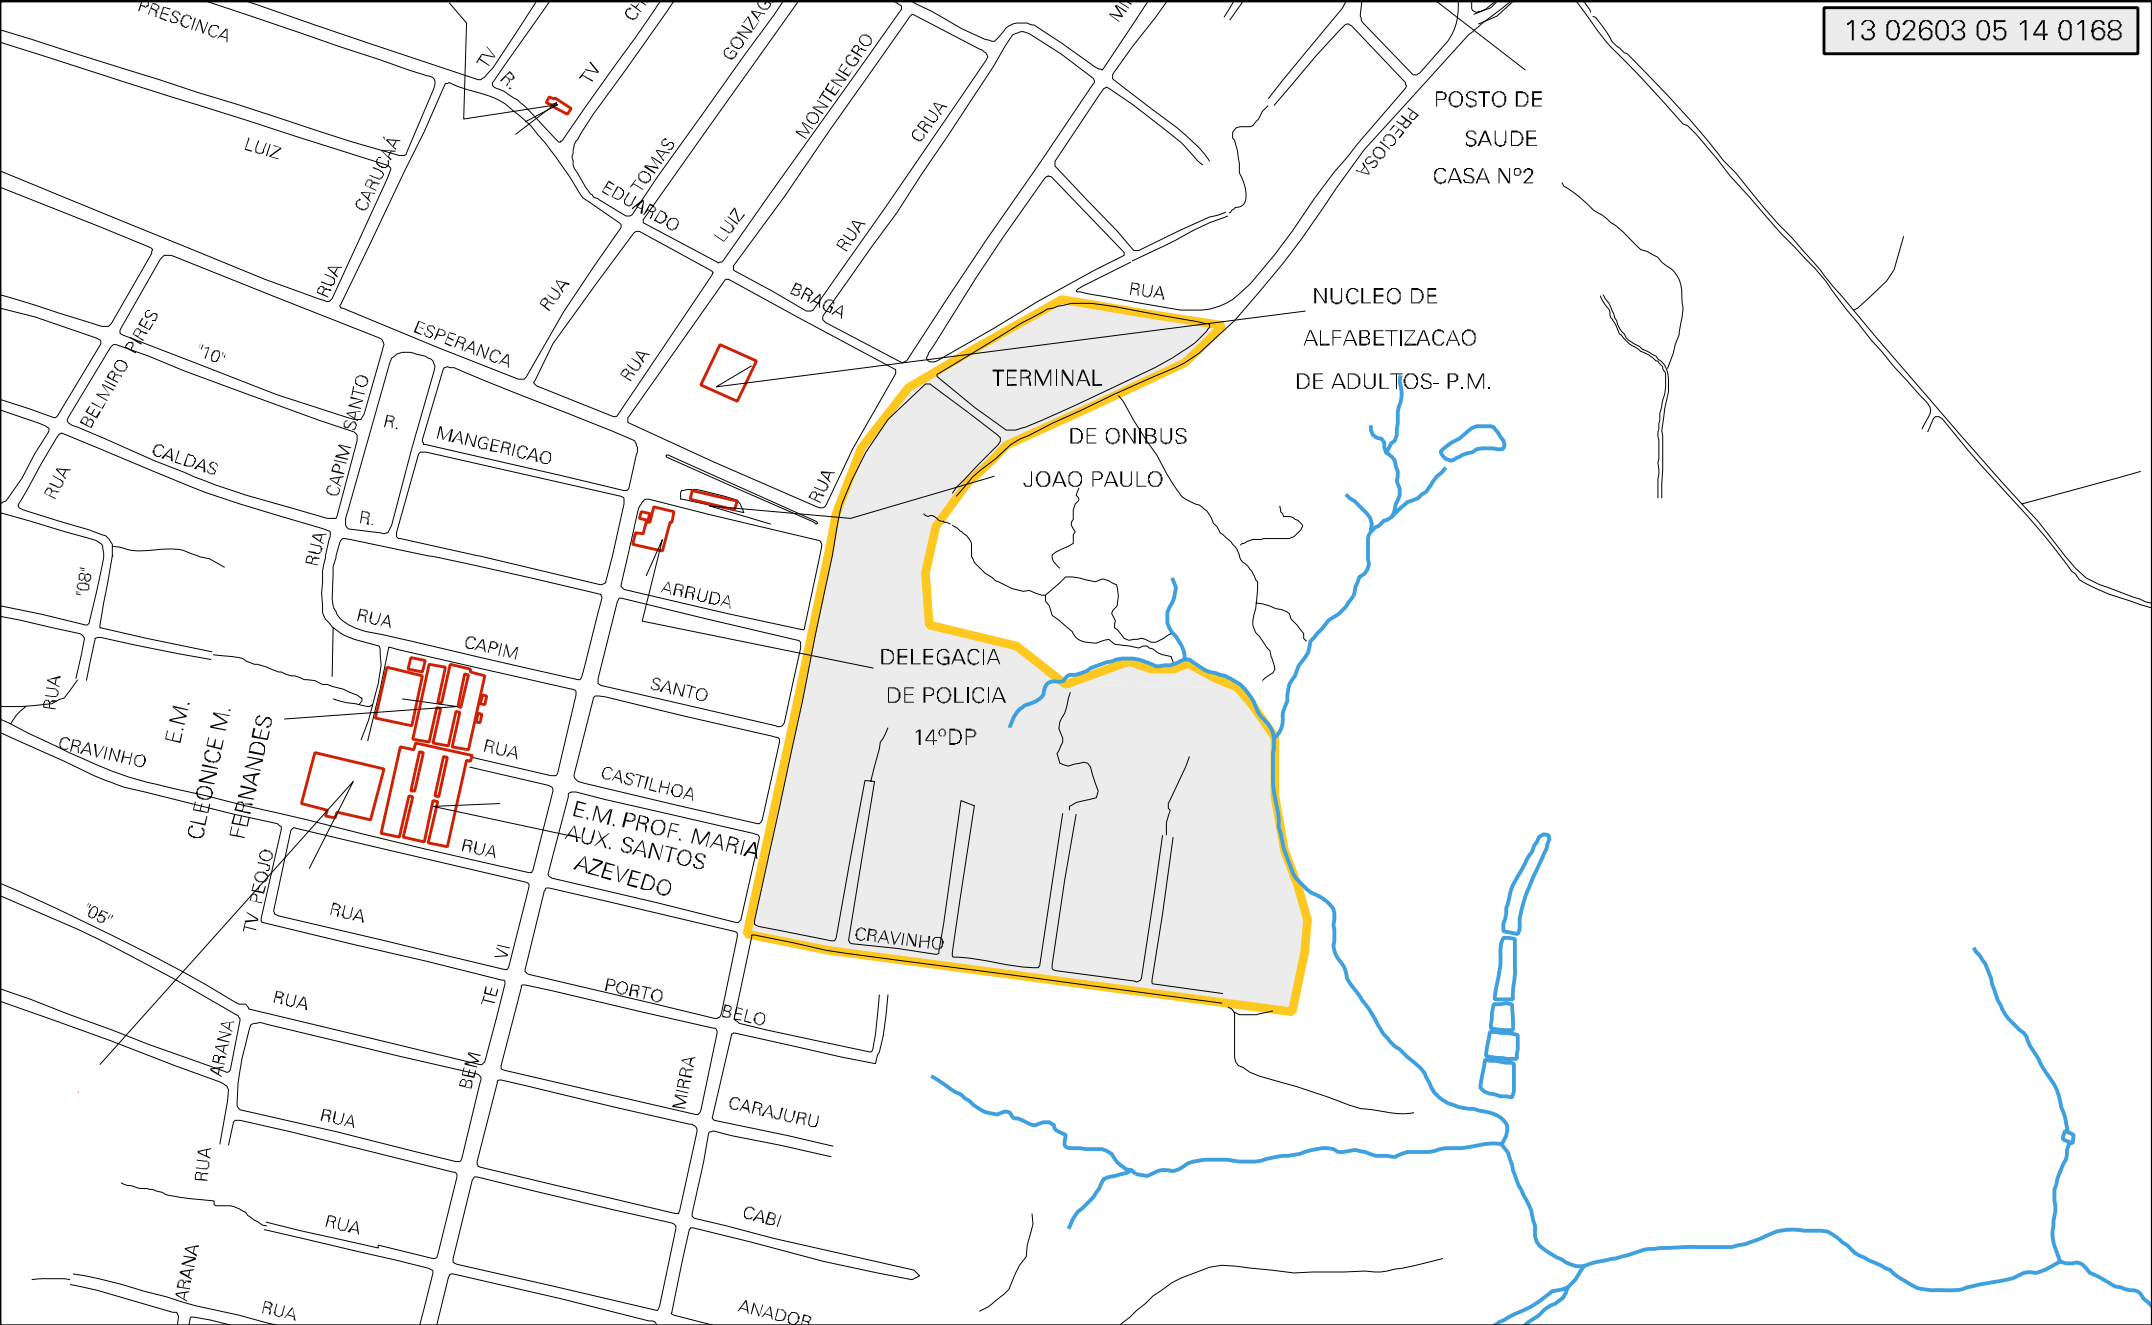 13 02603 05 14 0168
PRESCINCA
TV
CH
GONZAG
MONTENEGRO
CRUA
R.
TV
LUIZ
CARUCAÁ
TOMAS
EDUARDO
LUIZ
RUA
PRECIOSA
POSTO DE
SAUDE
CASA Nº2
RUA
RUA
BRAGA
RUA
NUCLEO DE
ALFABETIZACAO
DE ADULTOS- P.M.
BELMIRO PIRES
"10"
ESPERANCA
RUA
TERMINAL
DE ONIBUS
JOAO PAULO
CAPIM SANTO
R.
MANGERICAO
CALDAS
RUA
RUA
R.
RUA
"08"
ARRUDA
RUA
CAPIM
SANTO
DELEGACIA
DE POLICIA
14ºDP
RUA
E.M.
CLEONICE M.
FERNANDES
CRAVINHO
RUA
CASTILHOA
E.M. PROF. MARIA
AUX. SANTOS
AZEVEDO
RUA
TV PEOJO
RUA
"05"
CRAVINHO
VI
TE
BEM
RUA
PORTO
BELO
ARANA
MIRRA
CARAJURU
RUA
RUA
RUA
CABI
ARANA
RUA
ANADOR